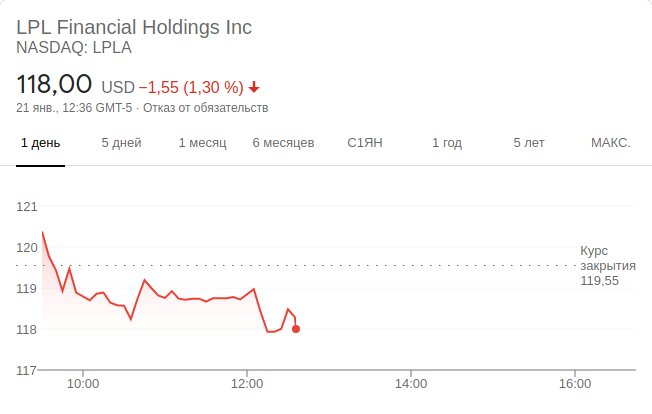 LPL Financial Holdings Inc
NASDAQ: LPLA
118,00 USD −1,55 (1,30 %)
21 янв., 12:36 GMT-5 · Отказ от обязательств
1 день 5 дней 1 месяц 6 месяцев С1ЯН 1 год 5 лет МАКС.
121
120
119
118
117
Курс
закрытия
119,55
10:00 12:00 14:00 16:00